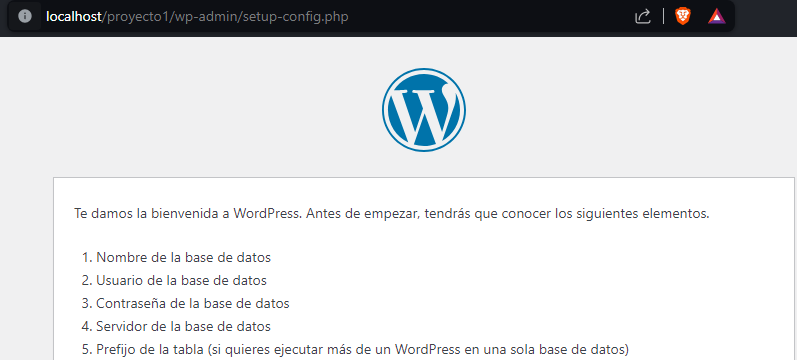 localhost/proyecto1/wp-admin/setup-config.php
W
Te damos la bienvenida a WordPress. Antes de empezar, tendrás que conocer los siguientes elementos.
1. Nombre de la base de datos
2. Usuario de la base de datos
3. Contraseña de la base de datos
4. Servidor de la base de datos
5. Prefijo de la tabla (si quieres ejecutar más de un WordPress en una sola base de datos)